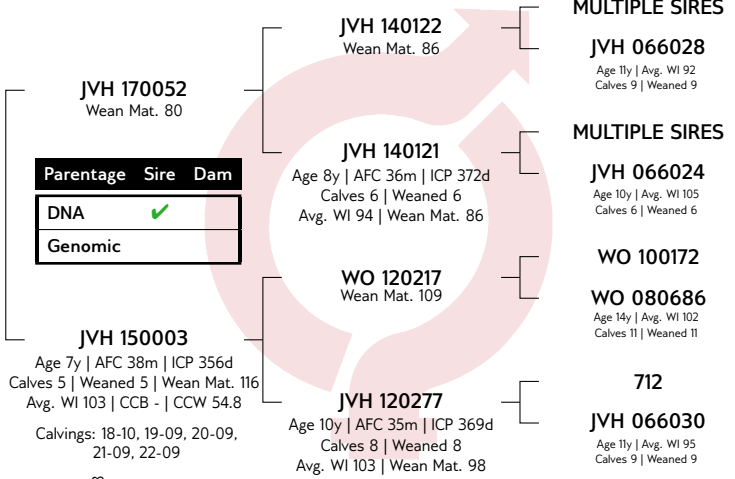 JVH 170052
Wean Mat. 80
Parentage Sire Dam
DNA ✔
Genomic
JVH 150003
Age 7y | AFC 38m | ICP 356d
Calves 5 | Weaned 5 | Wean Mat. 116
Avg. WI 103 | CCB - | CCW 54.8
Calvings: 18-10, 19-09, 20-09,
21-09, 22-09
JVH 140122
Wean Mat. 86
JVH 140121
Age 8y | AFC 36m | ICP 372d
Calves 6 | Weaned 6
Avg. WI 94 | Wean Mat. 86
WO 120217
Wean Mat. 109
JVH 120277
Age 10y | AFC 35m | ICP 369d
Calves 8 | Weaned 8
Avg. WI 103 | Wean Mat. 98
MULTIPLE SIRES
JVH 066028
Age 11y | Avg. WI 92
Calves 9 | Weaned 9
MULTIPLE SIRES
JVH 066024
Age 10y | Avg. WI 105
Calves 6 | Weaned 6
WO 100172
WO 080686
Age 14y | Avg. WI 102
Calves 11 | Weaned 11
712
JVH 066030
Age 11y | Avg. WI 95
Calves 9 | Weaned 9